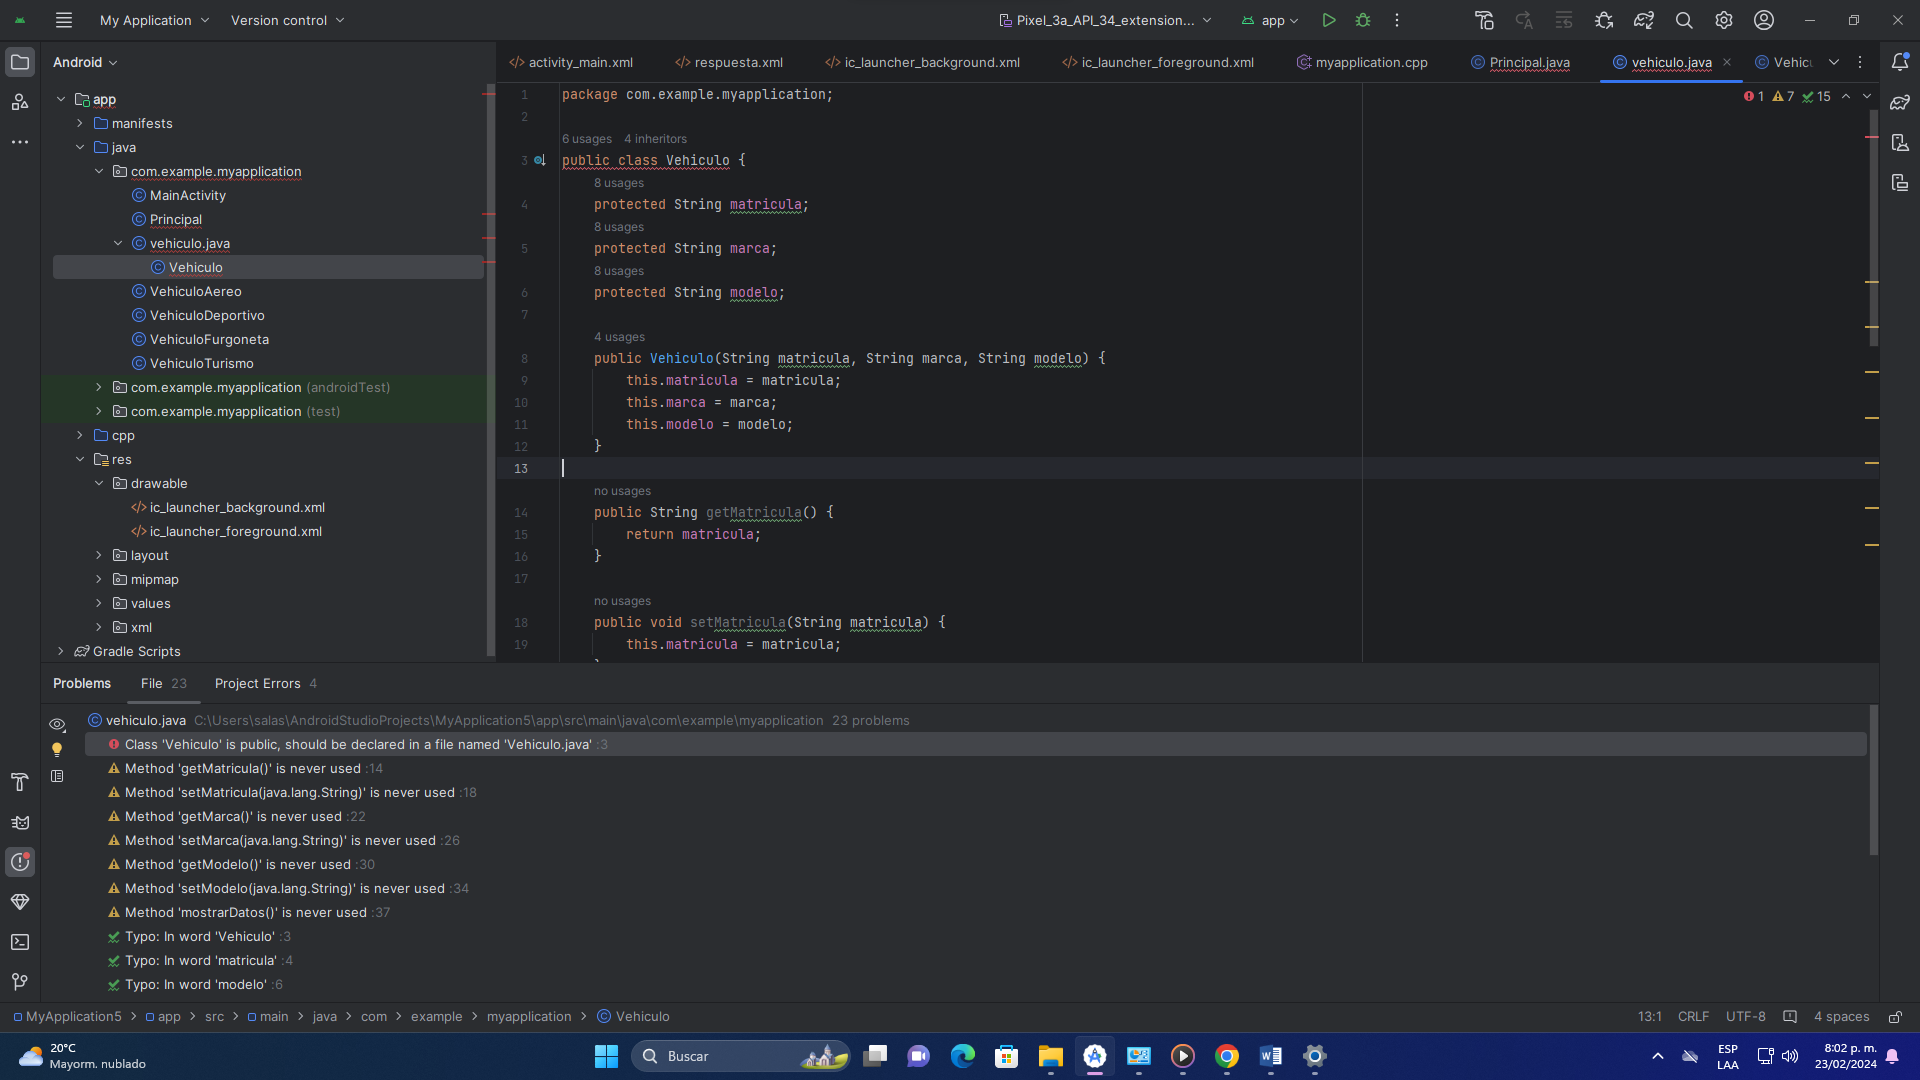 My Application
Version control
Pixel_3a_API_34_extension...
app
Android
activity_main.xml
respuesta.xml
ic_launcher_background.xml
ic_launcher_foreground.xml
myapplication.cpp
Principal.java
vehiculo.java
Vehicu
app
manifests
java
com.example.myapplication
MainActivity
Principal
vehiculo.java
Vehiculo
VehiculoAereo
VehiculoDeportivo
VehiculoFurgoneta
VehiculoTurismo
com.example.myapplication (androidTest)
com.example.myapplication (test)
cpp
res
drawable
ic_launcher_background.xml
ic_launcher_foreground.xml
layout
mipmap
values
xml
Gradle Scripts
1 7 15
1 package com.example.myapplication;
2
6 usages 4 inheritors
3 public class Vehiculo {
8 usages
4 protected String matricula;
8 usages
5 protected String marca;
8 usages
6 protected String modelo;
7
4 usages
8 public Vehiculo(String matricula, String marca, String modelo) {
9 this.matricula = matricula;
10 this.marca = marca;
11 this.modelo = modelo;
12 }
13
no usages
14 public String getMatricula() {
15 return matricula;
16 }
17
no usages
18 public void setMatricula(String matricula) {
19 this.matricula = matricula;
Problems
File 23
Project Errors 4
vehiculo.java C:\Users\salas\AndroidStudioProjects\MyApplication5\app\src\main\java\com\example\myapplication 23 problems
Class 'Vehiculo' is public, should be declared in a file named 'Vehiculo.java' :3
Method 'getMatricula()' is never used :14
Method 'setMatricula(java.lang.String)' is never used :18
Method 'getMarca()' is never used :22
Method 'setMarca(java.lang.String)' is never used :26
Method 'getModelo()' is never used :30
Method 'setModelo(java.lang.String)' is never used :34
Method 'mostrarDatos()' is never used :37
Typo: In word 'Vehiculo' :3
Typo: In word 'matricula' :4
Typo: In word 'modelo' :6
MyApplication5 > app > src > main > java > com > example > myapplication > Vehiculo
13:1 CRLF UTF-8 4 spaces
20°C
Mayorm. nublado
Buscar
ESP
LAA
8:02 p. m.
23/02/2024